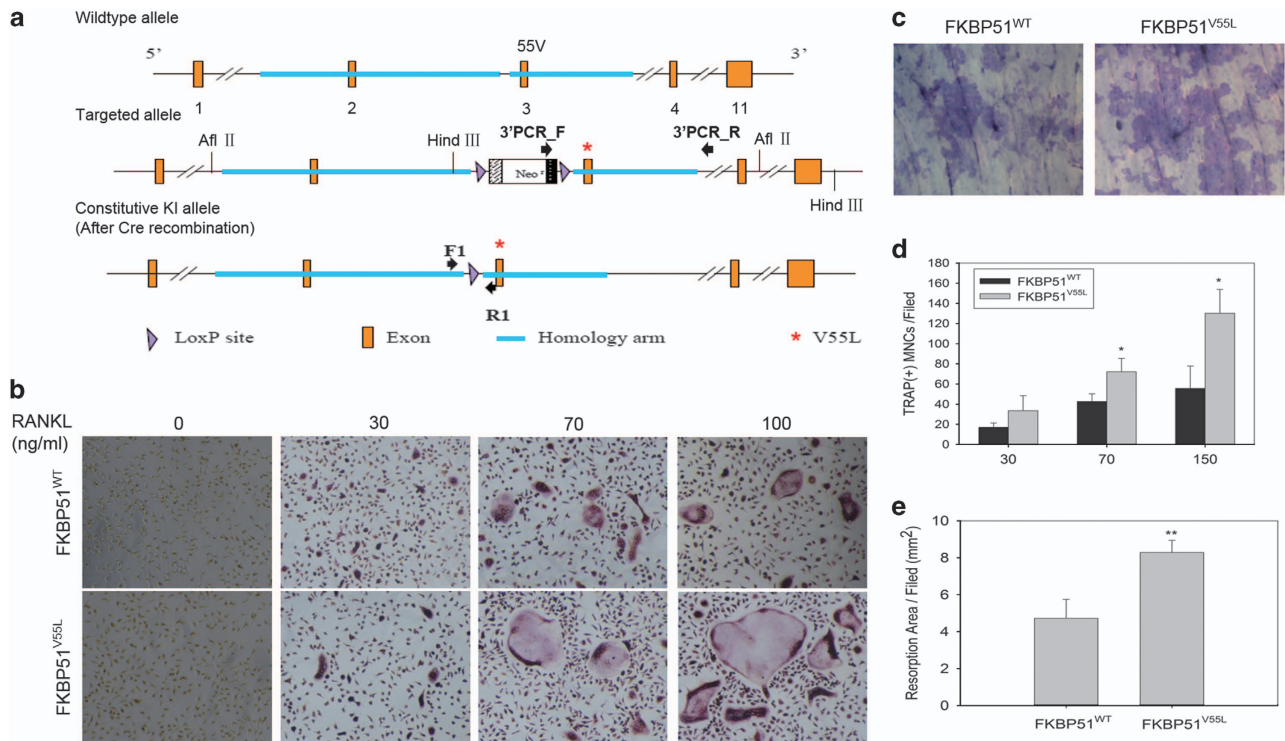 a
Wildtype allele
5’
55V
3’
1
2
3
4
11
Targeted allele
Afl II
Hind III
3’PCR_F
*
3’PCR_R
Afl II
Neo r
Hind III
Constitutive KI allele
(After Cre recombination)
F1
*
R1
LoxP site
Exon
Homology arm
* V55L
b
RANKL
(ng/ml)
0
30
70
100
FKBP51WT
FKBP51V55L
c
FKBP51WT
FKBP51V55L
d
TRAP(+) MNCs /Filed
180
160
140
120
100
80
60
40
20
0
FKBP51WT
FKBP51V55L
*
*
30
70
150
e
Resorption Area / Filed (mm2)
10
8
6
4
2
0
**
FKBP51WT
FKBP51V55L